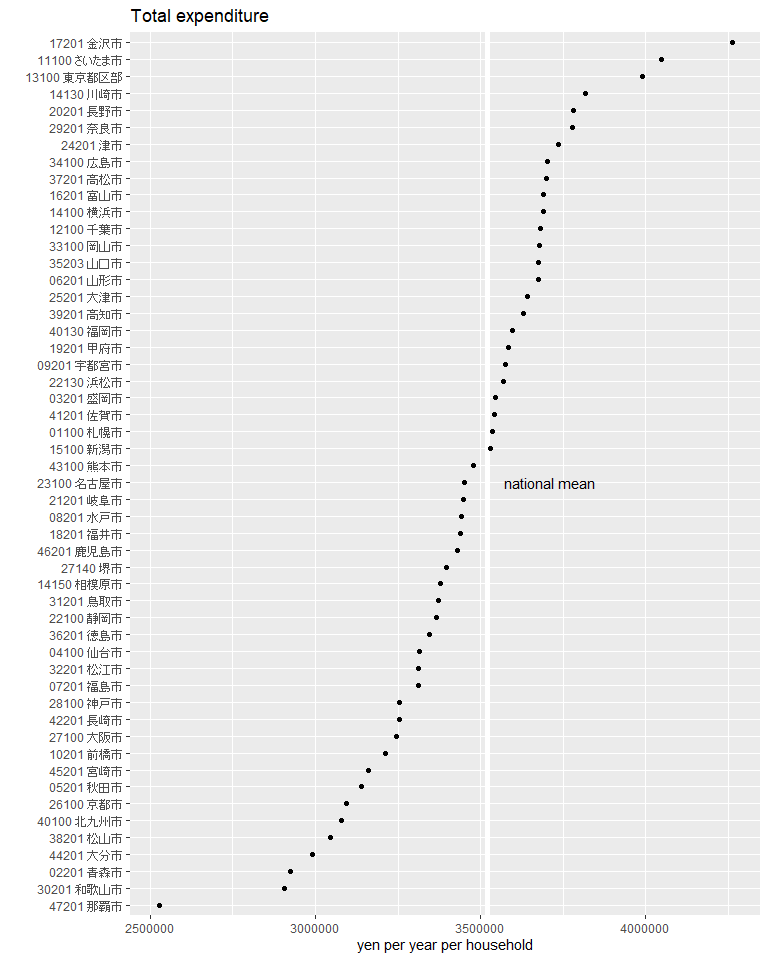 Total expenditure
17201 金沢市
11100 さいたま市
13100 東京都区部
14130 川崎市
20201 長野市
29201 奈良市
24201 津市
34100 広島市
37201 高松市
16201 富山市
14100 横浜市
12100 千葉市
33100 岡山市
35203 山口市
06201 山形市
25201 大津市
39201 高知市
40130 福岡市
19201 甲府市
09201 宇都宮市
22130 浜松市
03201 盛岡市
41201 佐賀市
01100 札幌市
15100 新潟市
43100 熊本市
23100 名古屋市
national mean
21201 岐阜市
08201 水戸市
18201 福井市
46201 鹿児島市
27140 堺市
14150 相模原市
31201 鳥取市
22100 静岡市
36201 徳島市
04100 仙台市
32201 松江市
07201 福島市
28100 神戸市
42201 長崎市
27100 大阪市
10201 前橋市
45201 宮崎市
05201 秋田市
26100 京都市
40100 北九州市
38201 松山市
44201 大分市
02201 青森市
30201 和歌山市
47201 那覇市
2500000 3000000 3500000 4000000
yen per year per household